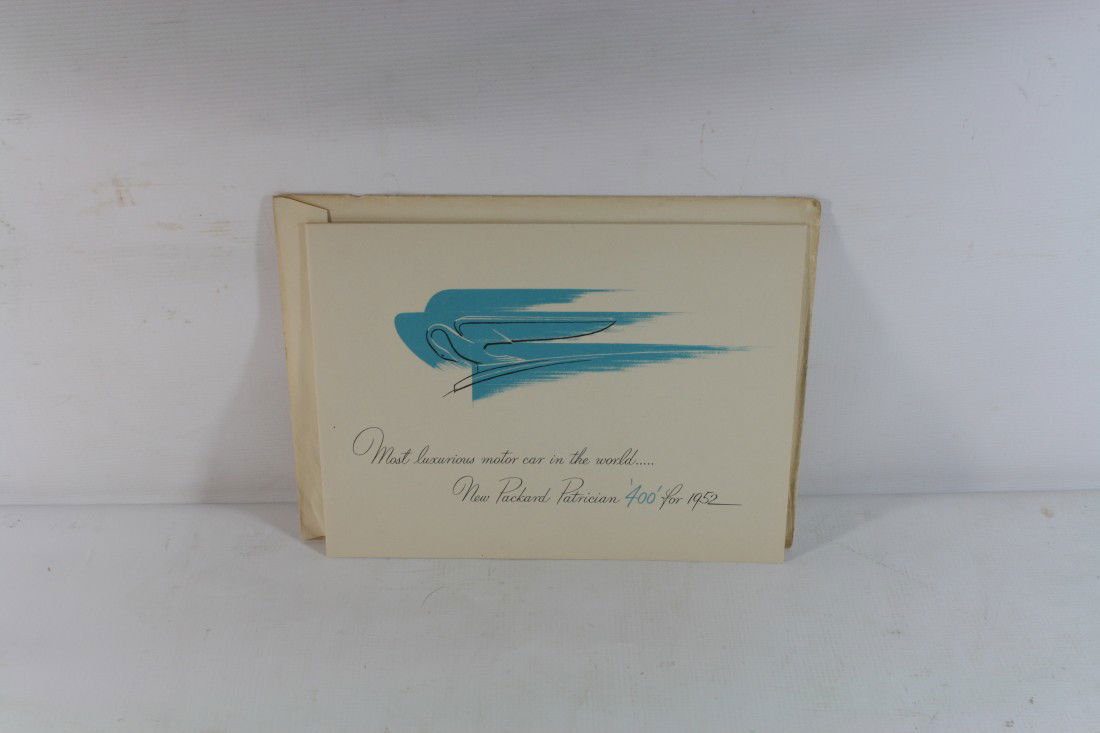 Most luxurious motor car in the world.....
New Packard Patrician '400' for 1952